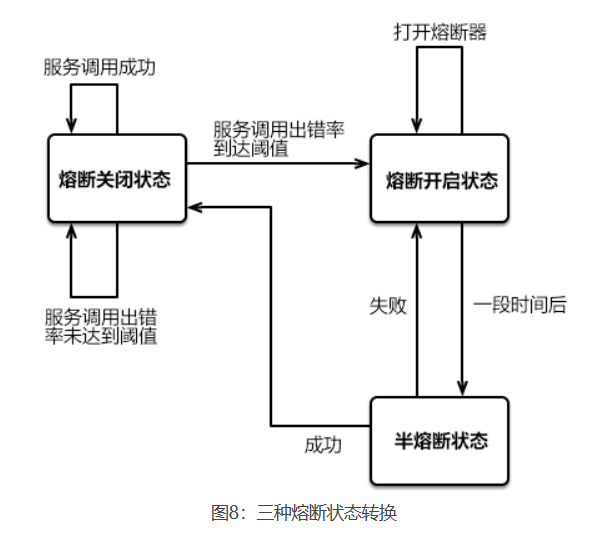 打开熔断器
服务调用成功
服务调用出错率
到达阈值
熔断关闭状态
熔断开启状态
服务调用出错
率未达到阈值
失败
一段时间后
成功
半熔断状态
图8：三种熔断状态转换